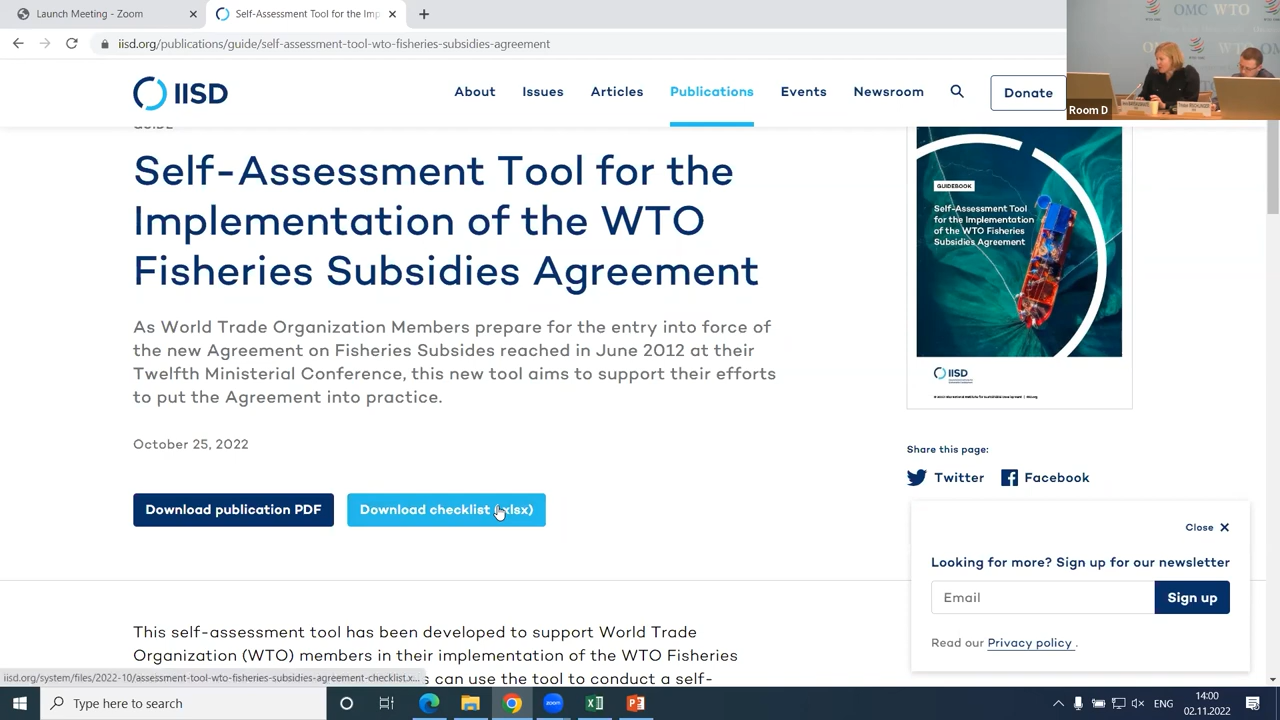 Launch Meeting - Zoom
Self-Assessment Tool for the Imp
iisd.org/publications/guide/self-assessment-tool-wto-fisheries-subsidies-agreement
IISD
About
Issues
Articles
Publications
Events
Newsroom
Donate
OMC WTO
Room D
GUIDE
Self-Assessment Tool for the
Implementation of the WTO
Fisheries Subsidies Agreement
As World Trade Organization Members prepare for the entry into force of
the new Agreement on Fisheries Subsides reached in June 2012 at their
Twelfth Ministerial Conference, this new tool aims to support their efforts
to put the Agreement into practice.
October 25, 2022
Download publication PDF
Download checklist (xlsx)
GUIDEBOOK
Self-Assessment Tool
for the Implementation
of the WTO Fisheries
Subsidies Agreement
IISD
Share this page:
Twitter
Facebook
Close
Looking for more? Sign up for our newsletter
Email
Sign up
Read our Privacy policy .
This self-assessment tool has been developed to support World Trade
Organization (WTO) members in their implementation of the WTO Fisheries
s can use the tool to conduct a self-
iisd.org/system/files/2022-10/assessment-tool-wto-fisheries-subsidies-agreement-checklist.x...
Type here to search
ENG
14:00
02.11.2022